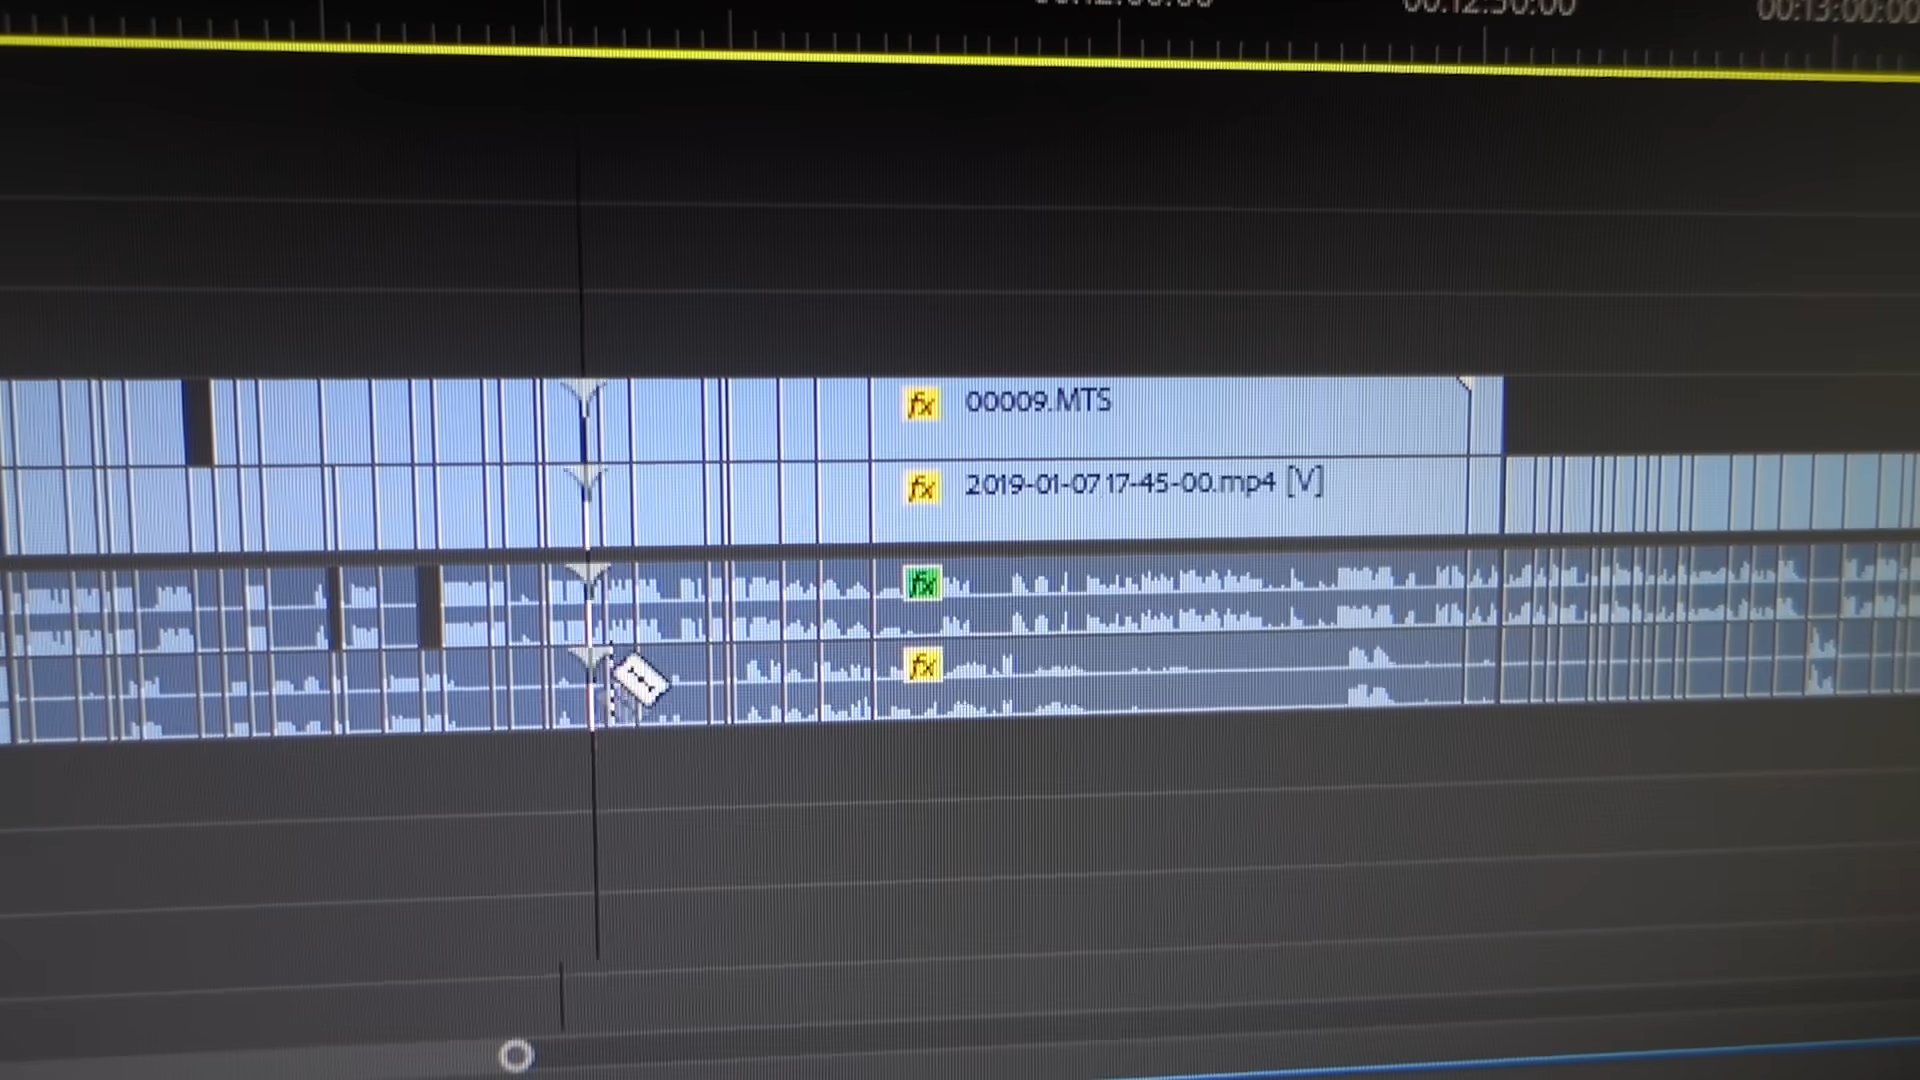 00:12:30:00
00:13:00:00
fx 00009.MTS
fx 2019-01-07 17-45-00.mp4 [V]
fx
fx